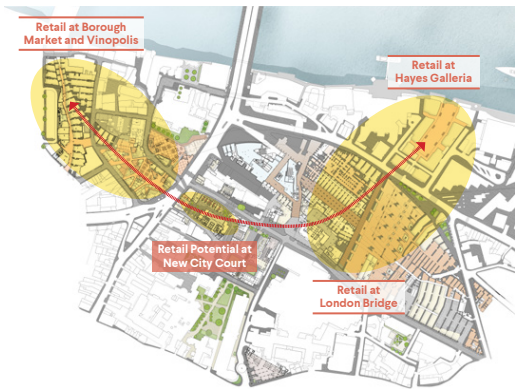 Retail at Borough
Market and Vinopolis
Retail at
Hayes Galleria
Retail Potential at
New City Court
Retail at
London Bridge